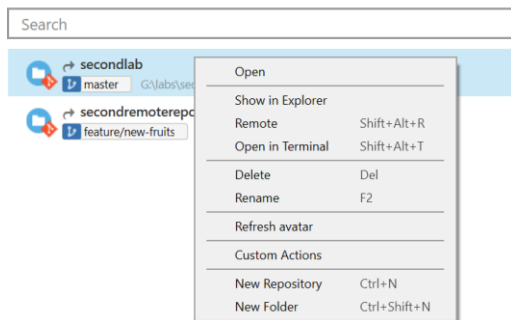 Search
secondlab
master G:\labs\sec
secondremoterepo
feature/new-fruits
Open
Show in Explorer
Remote Shift+Alt+R
Open in Terminal Shift+Alt+T
Delete Del
Rename F2
Refresh avatar
Custom Actions
New Repository Ctrl+N
New Folder Ctrl+Shift+N